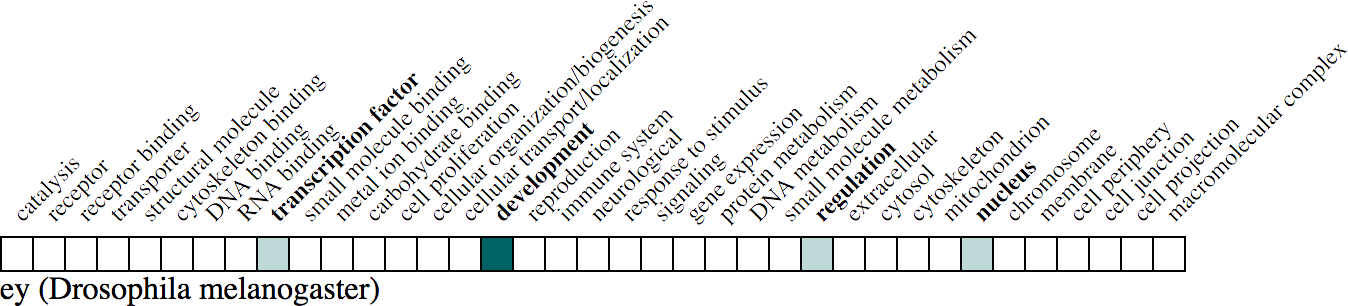 catalysis
receptor
receptor binding
transporter
structural molecule
cytoskeleton binding
DNA binding
RNA binding
transcription factor
small molecule binding
metal ion binding
carbohydrate binding
cell proliferation
cellular organization/biogenesis
cellular transport/localization
development
reproduction
immune system
neurological
response to stimulus
signaling
gene expression
protein metabolism
DNA metabolism
small molecule metabolism
regulation
extracellular
cytosol
cytoskeleton
mitochondrion
nucleus
chromosome
membrane
cell periphery
cell junction
cell projection
macromolecular complex
ey (Drosophila melanogaster)